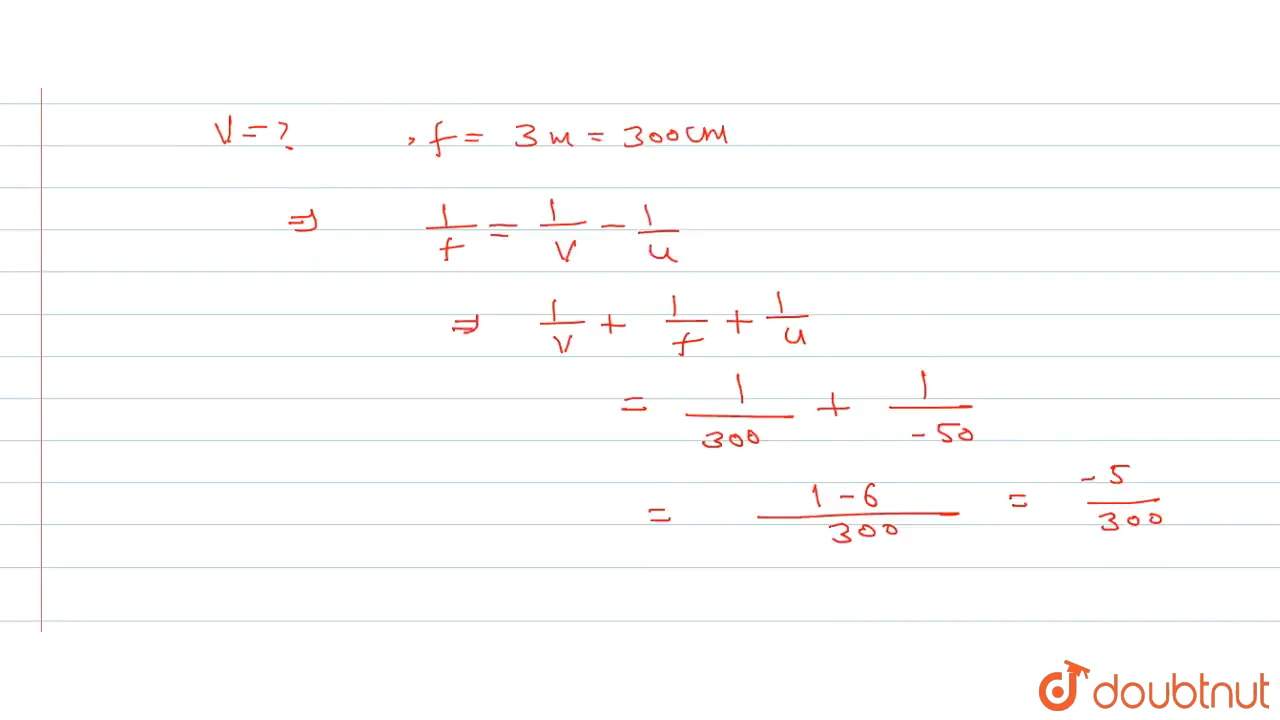 V = ? , f = 3 m = 300 cm
⇒ 1/f = 1/v - 1/u
⇒ 1/v + 1/f + 1/u
= 1/300 + 1/-50
= 1 - 6/300 = -5/300
doubtnut